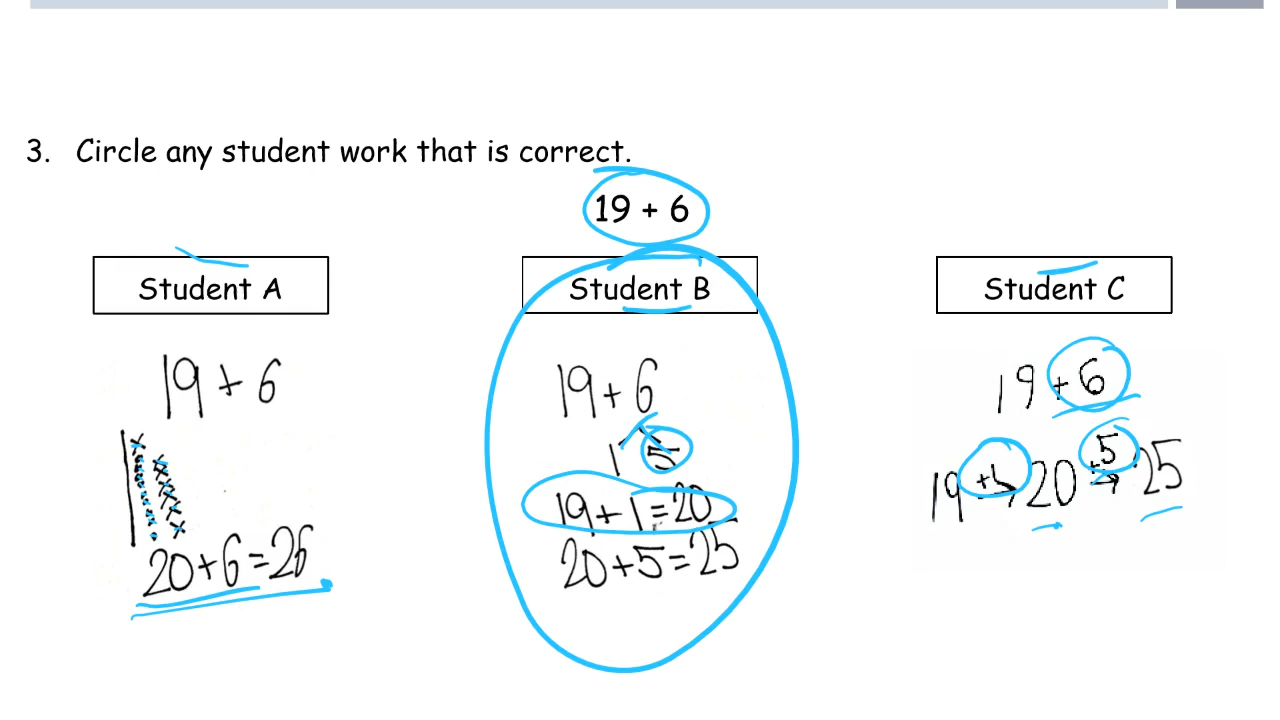 3. Circle any student work that is correct.
19 + 6
Student A
19 + 6
20+6=26
Student B
19 + 6
1 5
19+1=20
20+5=25
Student C
19 + 6
19 +1→ 20 +5→ 25